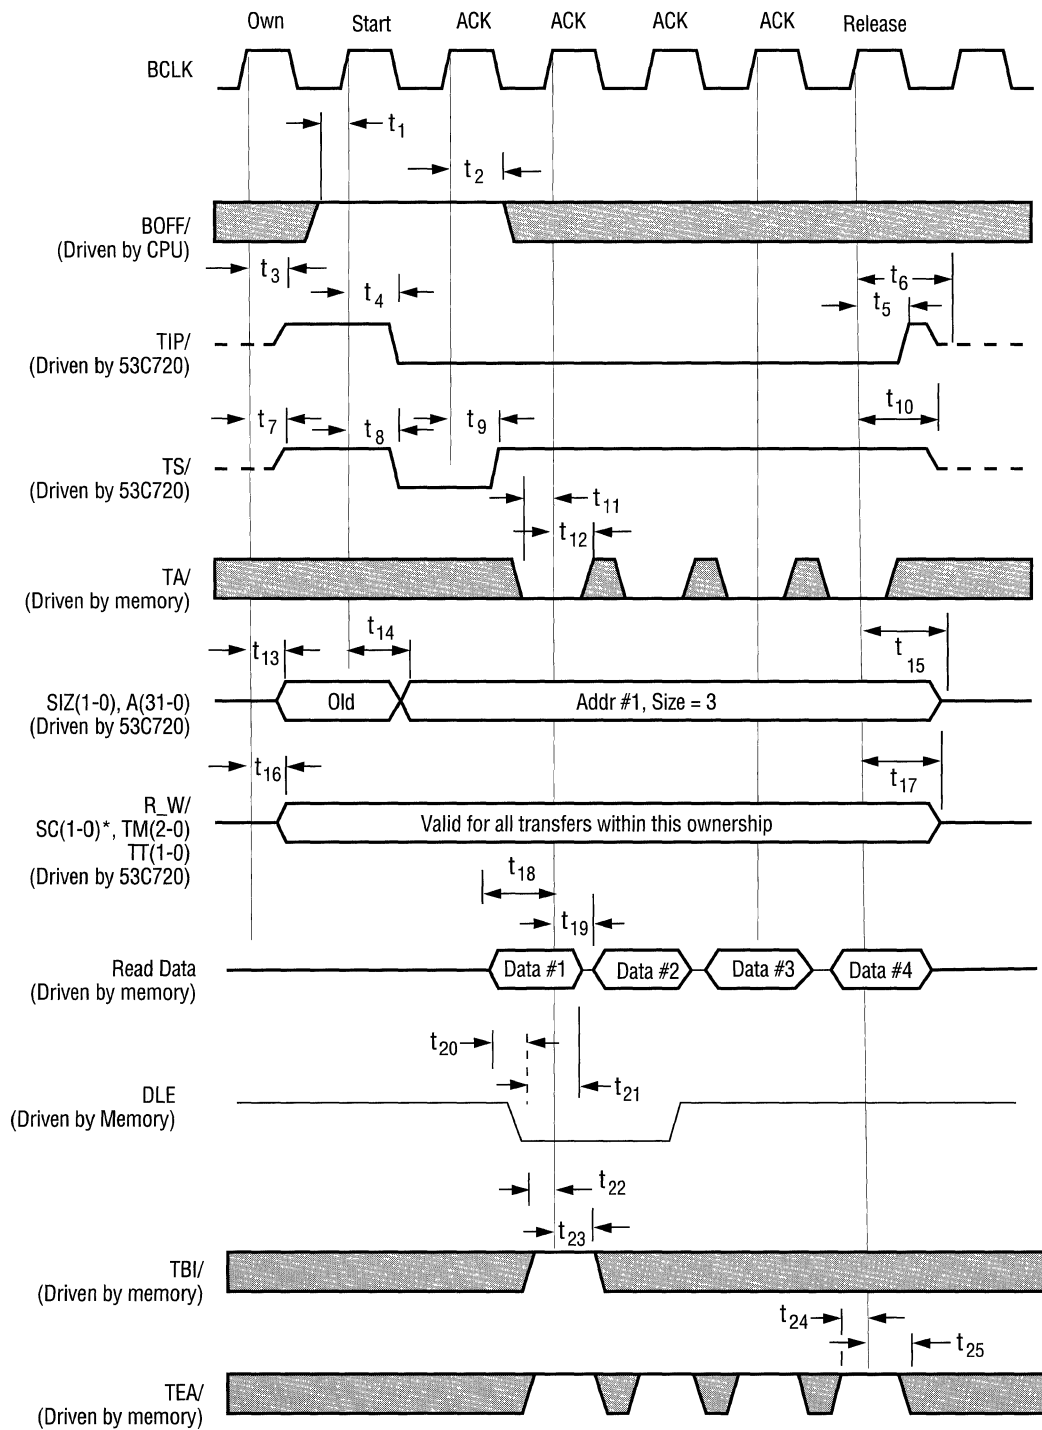 Own Start ACK ACK ACK ACK Release
BCLK
t1
t2
BOFF/
(Driven by CPU)
t3
t4
t6
t5
TIP/
(Driven by 53C720)
t7
t8
t9
t10
TS/
(Driven by 53C720)
t11
t12
TA/
(Driven by memory)
t13
t14
t15
SIZ(1-0), A(31-0)
(Driven by 53C720)
Old
Addr #1, Size = 3
t16
t17
R_W/
SC(1-0)*, TM(2-0)
TT(1-0)
(Driven by 53C720)
Valid for all transfers within this ownership
t18
t19
Read Data
(Driven by memory)
Data #1
Data #2
Data #3
Data #4
t20
t21
DLE
(Driven by Memory)
t22
t23
TBI/
(Driven by memory)
t24
t25
TEA/
(Driven by memory)